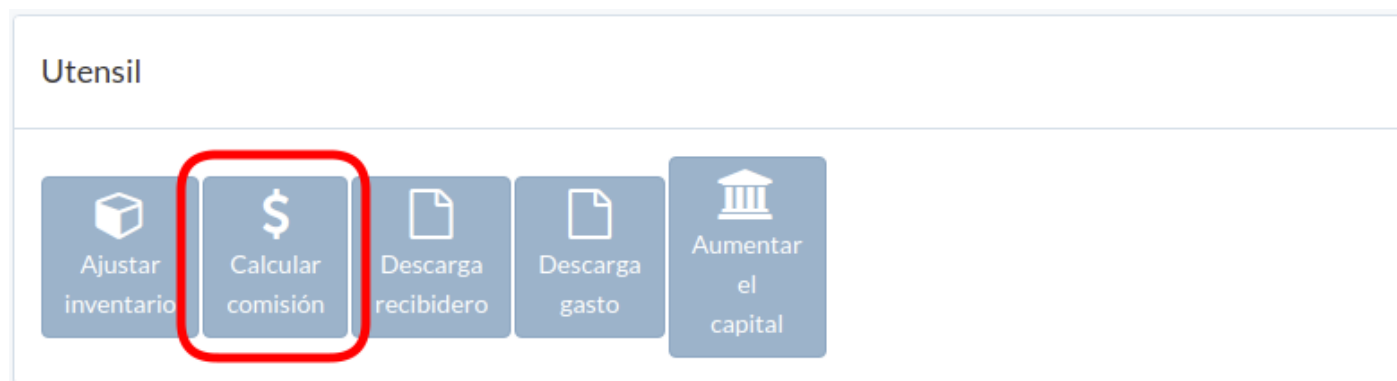 Utensil
Ajustar
inventario
Calcular
comisión
Descarga
recibidero
Descarga
gasto
Aumentar
el
capital